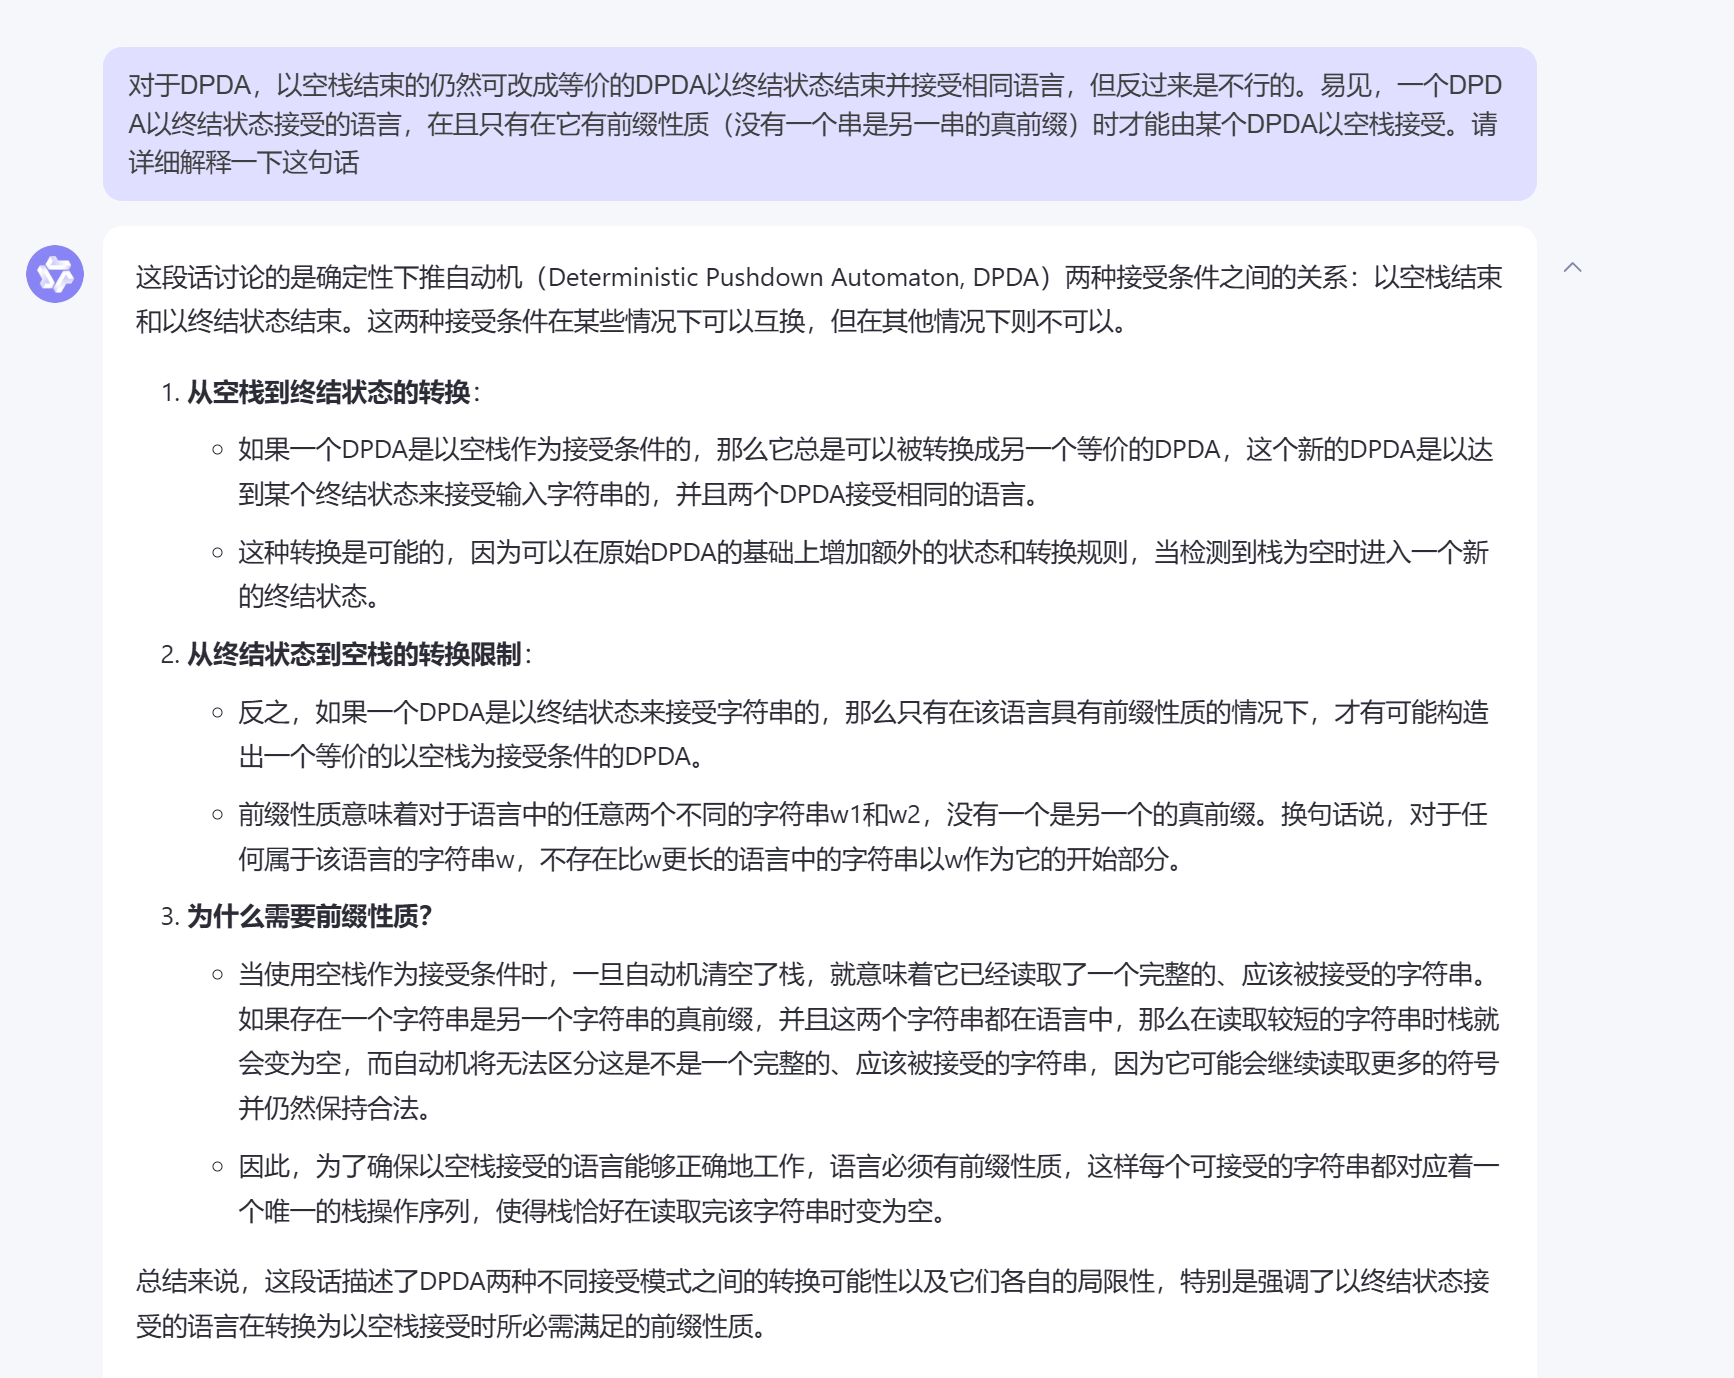 对于DPDA，以空栈结束的仍然可改成等价的DPDA以终结状态结束并接受相同语言，但反过来是不行的。易见，一个DPD
A以终结状态接受的语言，在且只有在它有前缀性质（没有一个串是另一串的真前缀）时才能由某个DPDA以空栈接受。请
详细解释一下这句话
这段话讨论的是确定性下推自动机（Deterministic Pushdown Automaton, DPDA）两种接受条件之间的关系：以空栈结束
和以终结状态结束。这两种接受条件在某些情况下可以互换，但在其他情况下则不可以。
1. 从空栈到终结状态的转换：
○ 如果一个DPDA是以空栈作为接受条件的，那么它总是可以被转换成另一个等价的DPDA，这个新的DPDA是以达
到某个终结状态来接受输入字符串的，并且两个DPDA接受相同的语言。
○ 这种转换是可能的，因为可以在原始DPDA的基础上增加额外的状态和转换规则，当检测到栈为空时进入一个新
的终结状态。
2. 从终结状态到空栈的转换限制：
○ 反之，如果一个DPDA是以终结状态来接受字符串的，那么只有在该语言具有前缀性质的情况下，才有可能构造
出一个等价的以空栈为接受条件的DPDA。
○ 前缀性质意味着对于语言中的任意两个不同的字符串w1和w2，没有一个是另一个的真前缀。换句话说，对于任
何属于该语言的字符串w，不存在比w更长的语言中的字符串以w作为它的开始部分。
3. 为什么需要前缀性质？
○ 当使用空栈作为接受条件时，一旦自动机清空了栈，就意味着它已经读取了一个完整的、应该被接受的字符串。
如果存在一个字符串是另一个字符串的真前缀，并且这两个字符串都在语言中，那么在读取较短的字符串时栈就
会变为空，而自动机将无法区分这是不是一个完整的、应该被接受的字符串，因为它可能会继续读取更多的符号
并仍然保持合法。
○ 因此，为了确保以空栈接受的语言能够正确地工作，语言必须有前缀性质，这样每个可接受的字符串都对应着一
个唯一的栈操作序列，使得栈恰好在读取完该字符串时变为空。
总结来说，这段话描述了DPDA两种不同接受模式之间的转换可能性以及它们各自的局限性，特别是强调了以终结状态接
受的语言在转换为以空栈接受时所必需满足的前缀性质。